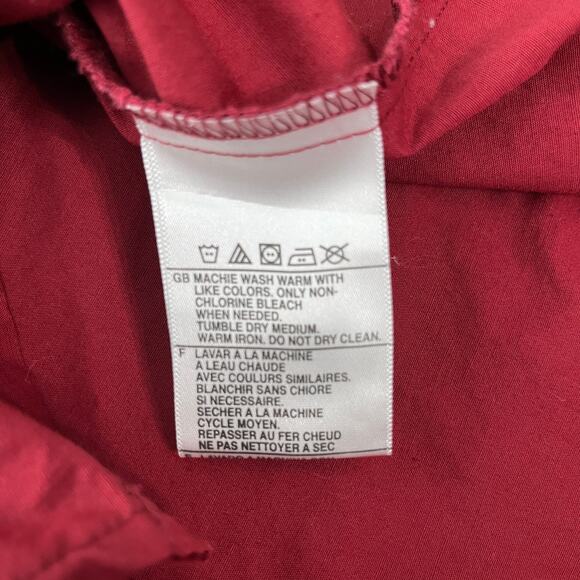 GB MACHIE WASH WARM WITH
LIKE COLORS. ONLY NON-
CHLORINE BLEACH
WHEN NEEDED.
TUMBLE DRY MEDIUM.
WARM IRON. DO NOT DRY CLEAN.
F LAVAR A LA MACHINE
A LEAU CHAUDE
AVEC COULURS SIMILAIRES.
BLANCHIR SANS CHIORE
SI NECESSAIRE.
SECHER A LA MACHINE
CYCLE MOYEN.
REPASSER AU FER CHEUD
NE PAS NETTOYER A SEC